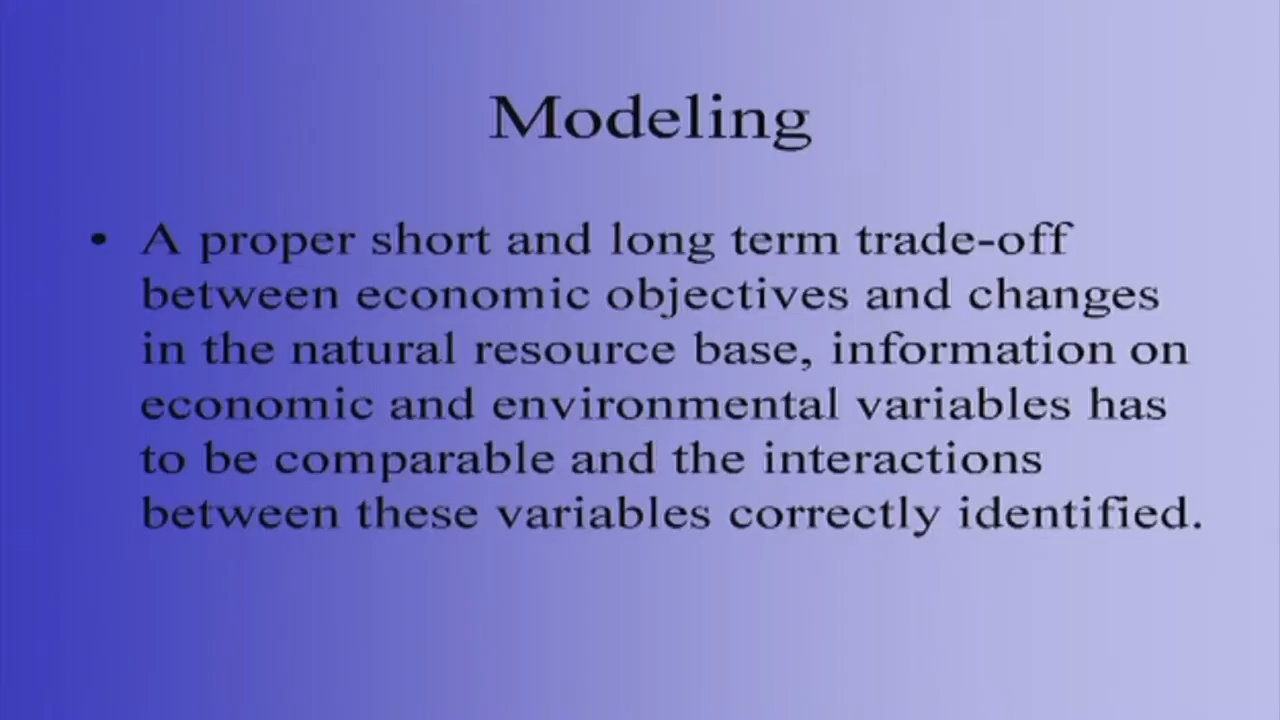 Modeling
• A proper short and long term trade-off
between economic objectives and changes
in the natural resource base, information on
economic and environmental variables has
to be comparable and the interactions
between these variables correctly identified.